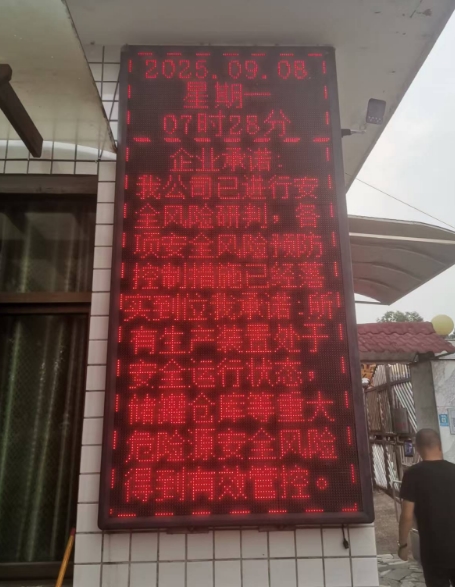 2025.09.08
星期一
07时28分
企业承诺:
我公司已进行安
全风险研判，各
项安全风险预防
控制措施已经落
实到位我承诺:所
有生产装置处于
安全运行状态，
储罐仓库等重大
危险源安全风险
得到有效管控。